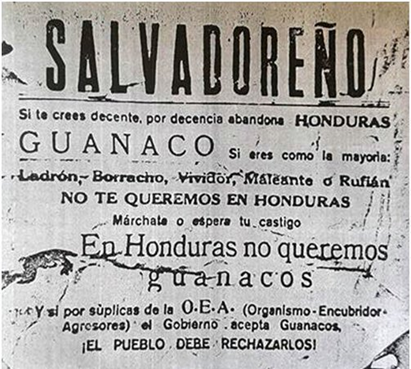 SALVADOREÑO
Si te crees decente, por decencia abandona HONDURAS
GUANACO Si eres como la mayoria:
Ladrón, Borracho, Vividor, Maleante o Rufián
NO TE QUEREMOS EN HONDURAS
Márchate o espera tu castigo
En Honduras no queremos
guanacos
Y si por sùplicas de la O.E.A. (Organismo-Encubridor-
Agresores) el Gobierno acepta Guanacos,
¡EL PUEBLO DEBE RECHAZARLOS!